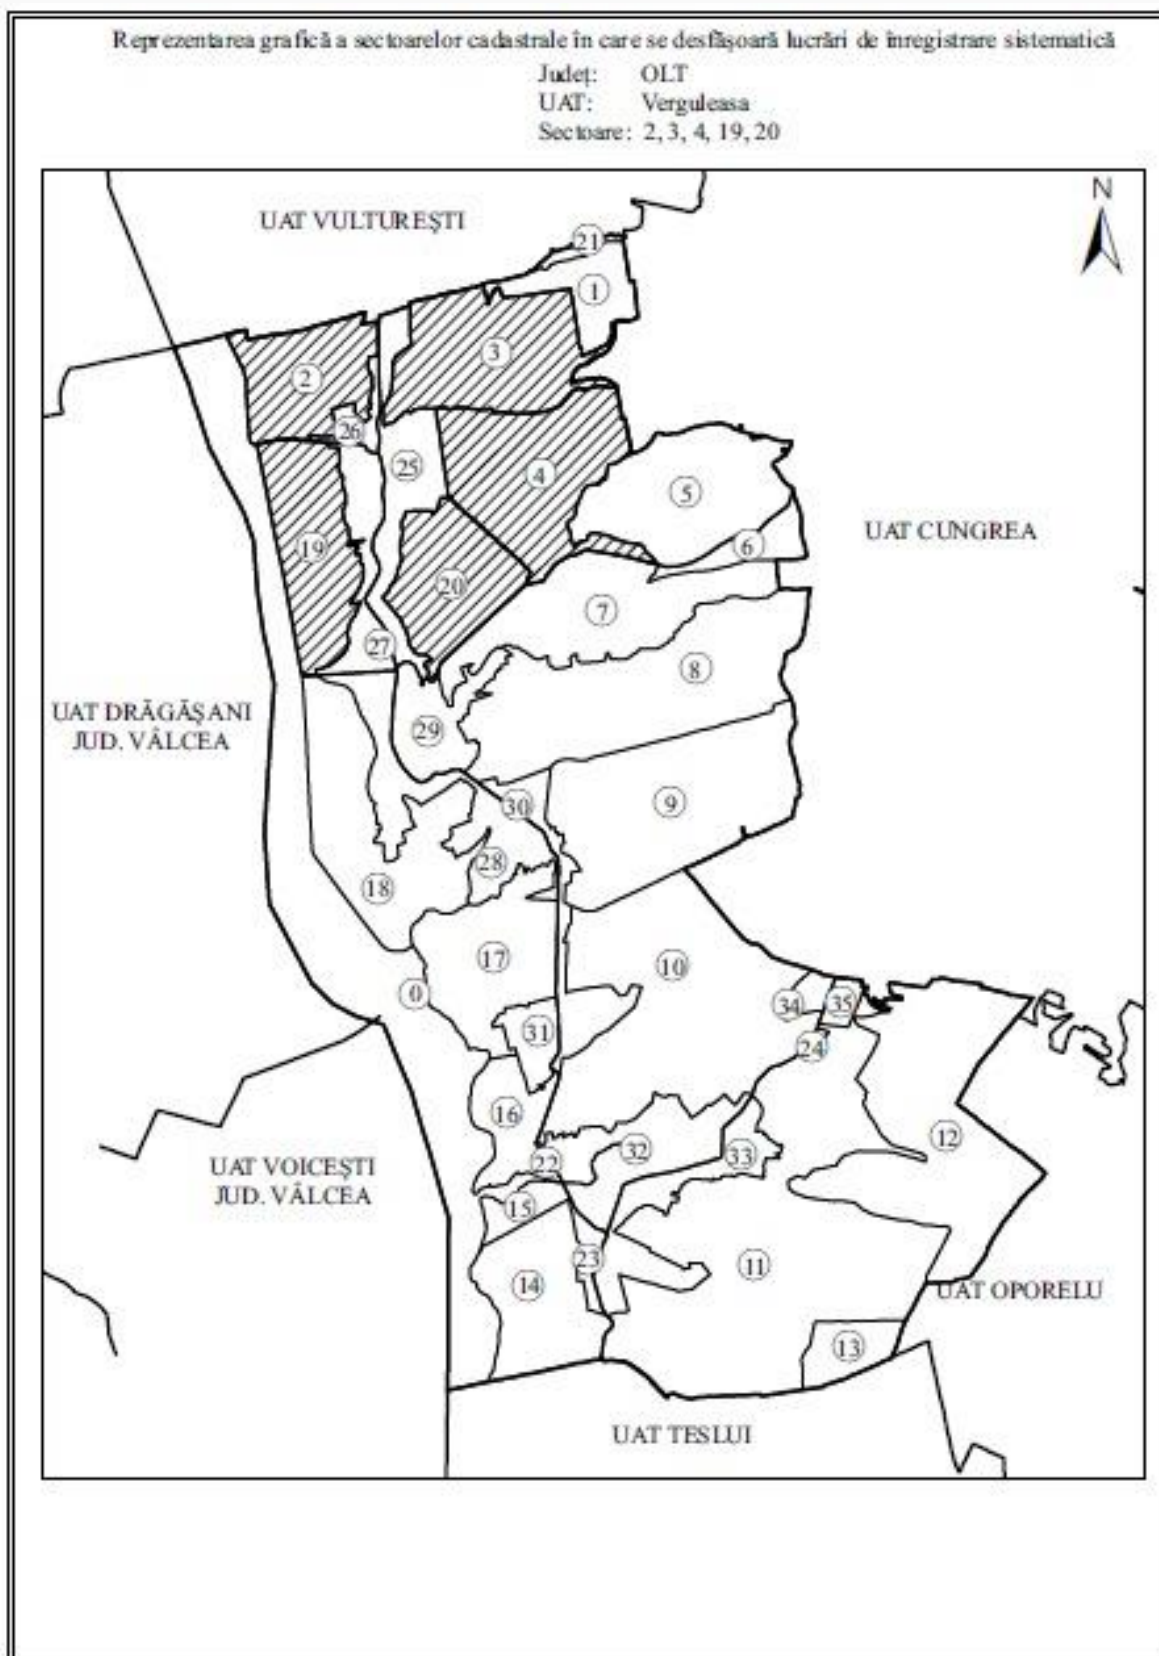 Reprezentarea grafică a sectoarelor cadastrale în care se desfășoară lucrări de înregistrare sistematică
Județ: OLT
UAT: Verguleasa
Sectoare: 2, 3, 4, 19, 20
N
UAT VULTUREȘTI
21
1
3
2
26
25
4
5
UAT CUNGREA
6
19
20
7
27
8
UAT DRĂGĂȘANI
JUD. VÂLCEA
29
30
9
28
18
17
10
0
34
35
31
24
16
12
32
33
22
UAT VOICEȘTI
JUD. VÂLCEA
15
23
11
14
UAT OPORELU
13
UAT TESLUI